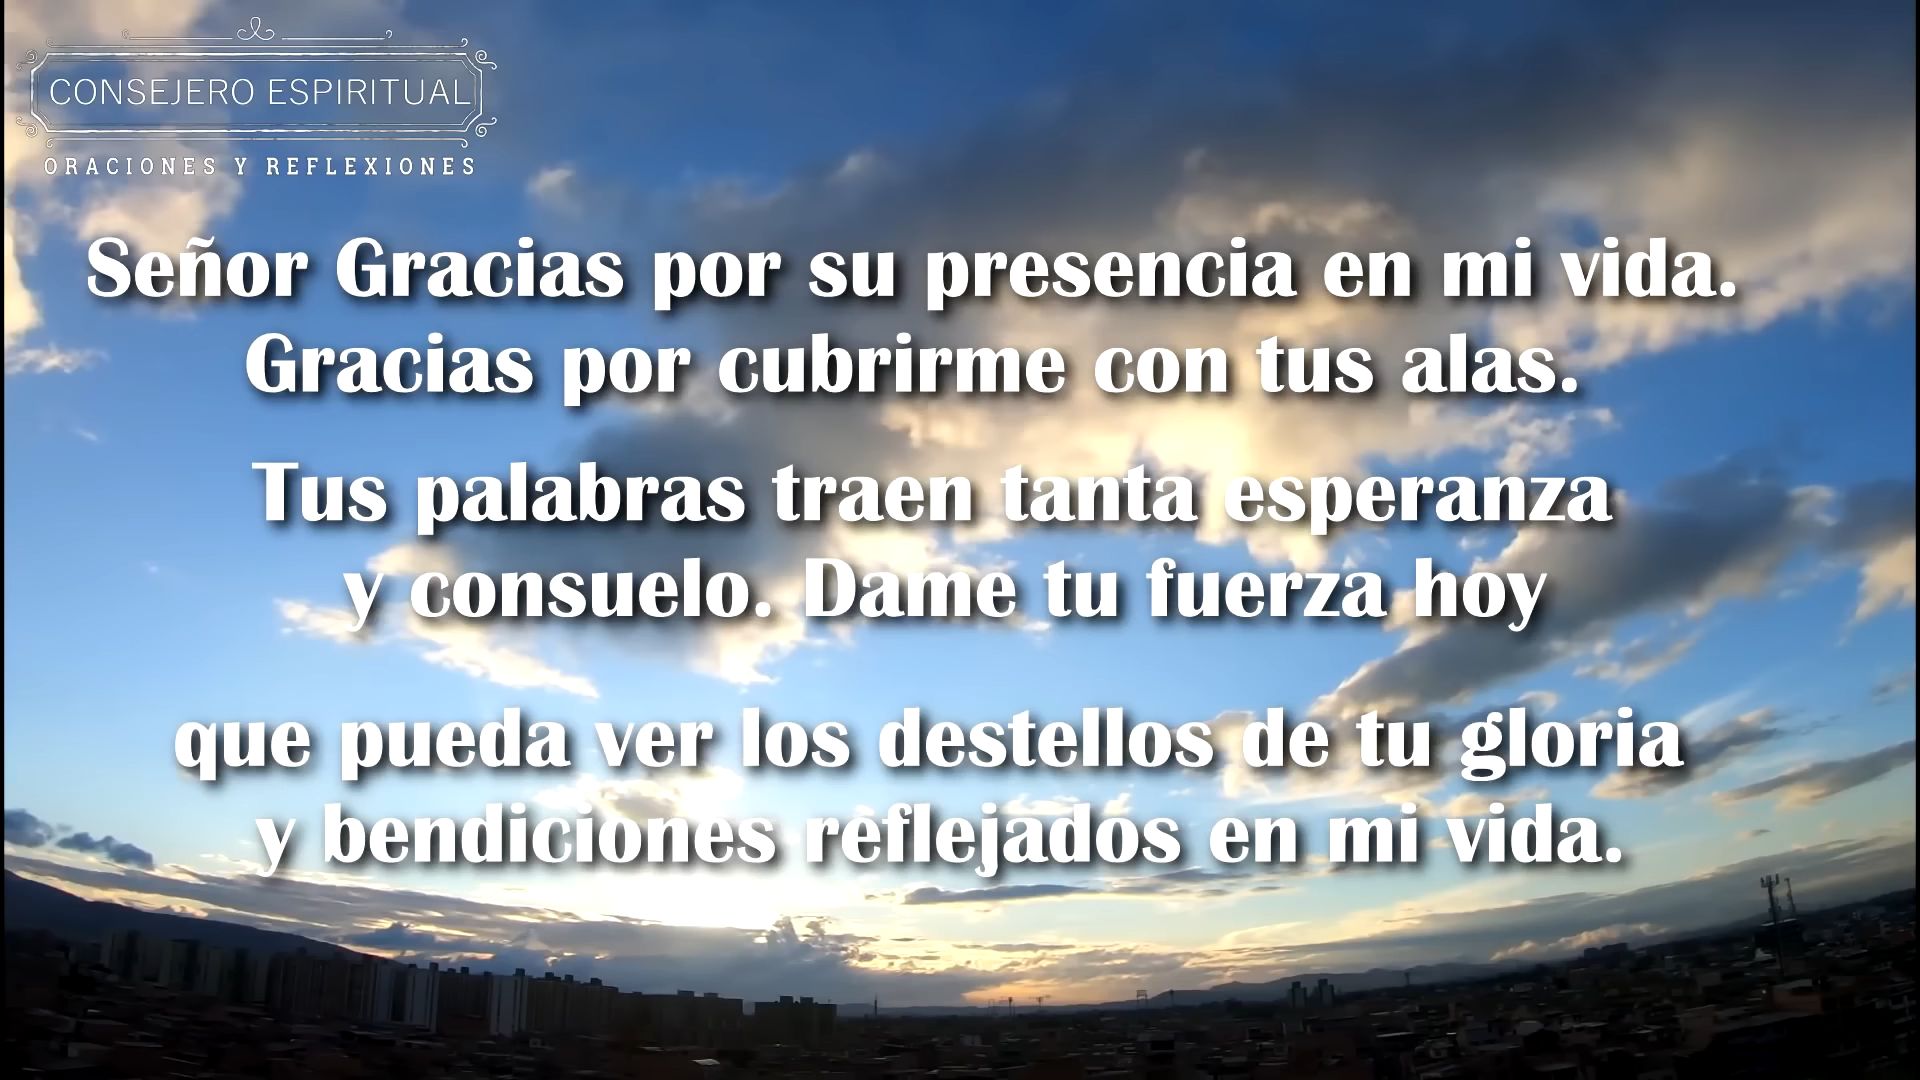 CONSEJERO ESPIRITUAL
ORACIONES Y REFLEXIONES
Señor Gracias por su presencia en mi vida.
Gracias por cubrirme con tus alas.
Tus palabras traen tanta esperanza
y consuelo. Dame tu fuerza hoy
que pueda ver los destellos de tu gloria
y bendiciones reflejados en mi vida.